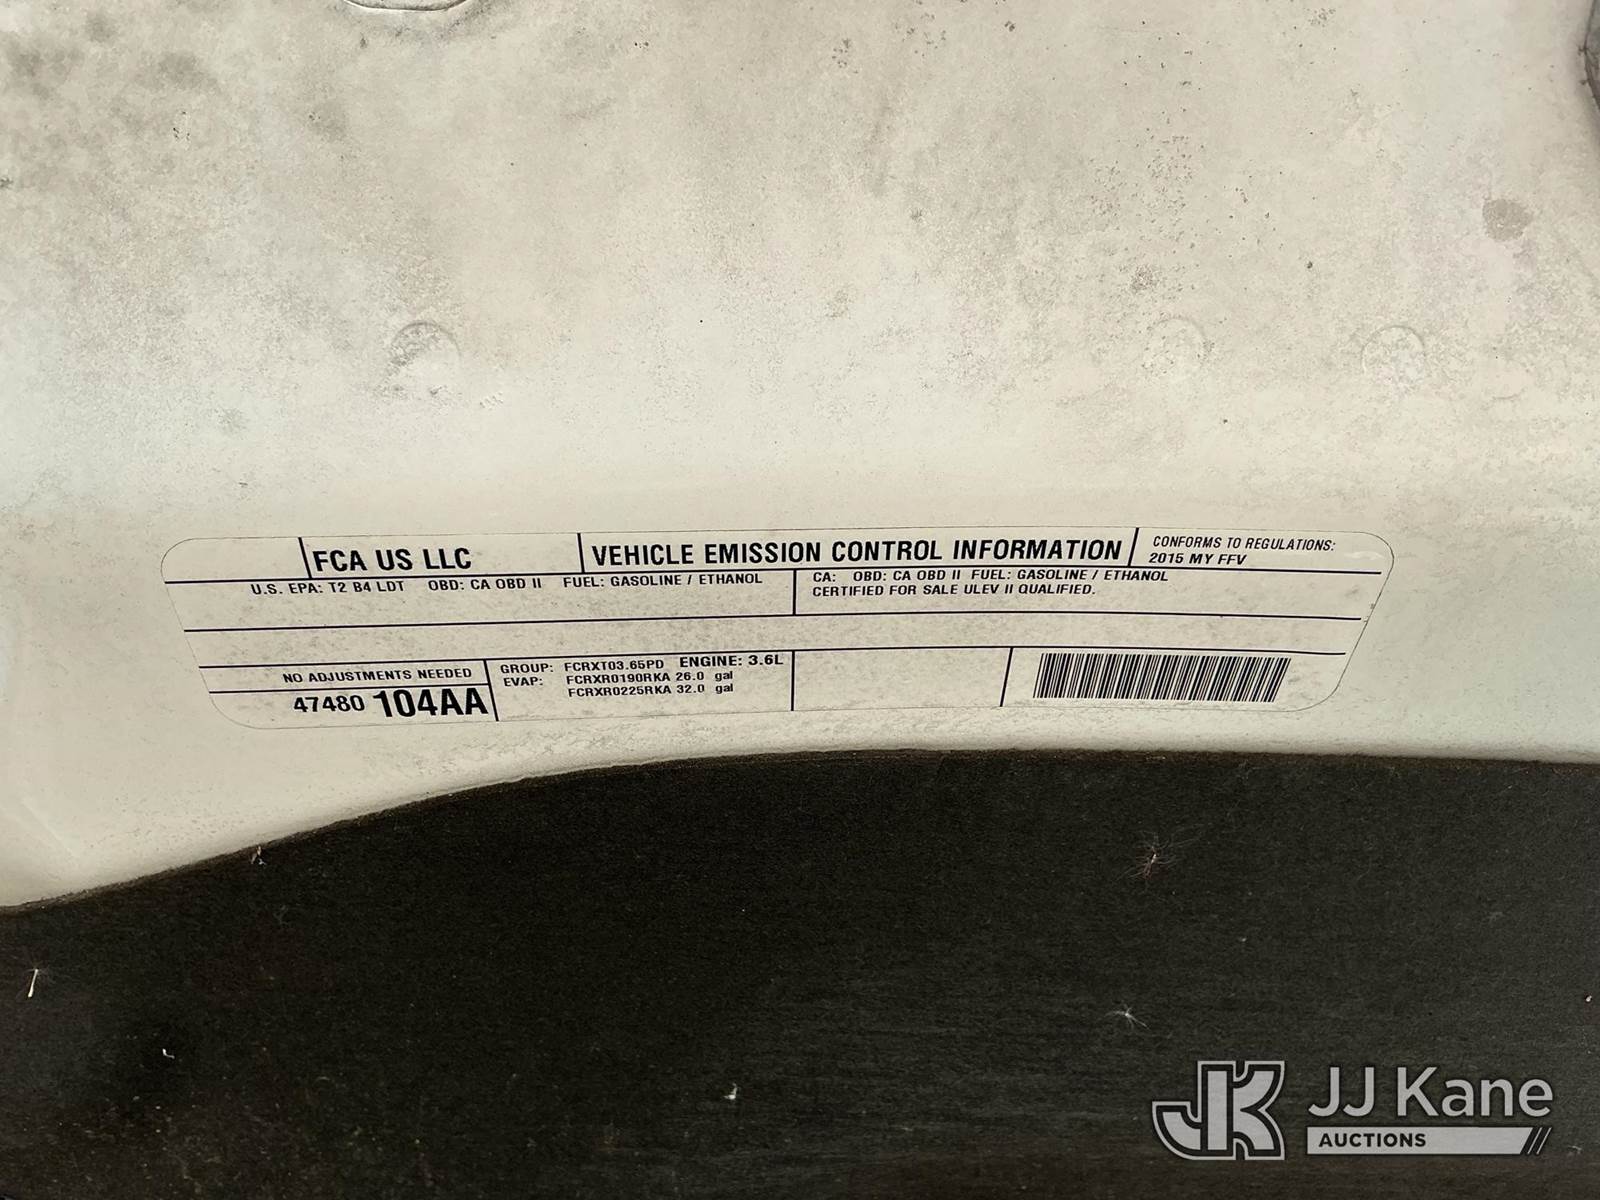 FCA US LLC
VEHICLE EMISSION CONTROL INFORMATION
CONFORMS TO REGULATIONS:
2015 MY FFV
U.S. EPA: T2 B4 LDT OBD: CA OBD II FUEL: GASOLINE / ETHANOL
CA: OBD: CA OBD II FUEL: GASOLINE / ETHANOL
CERTIFIED FOR SALE ULEV II QUALIFIED.
NO ADJUSTMENTS NEEDED
47480 104AA
GROUP: FCRXT03.65PD ENGINE: 3.6L
EVAP: FCRXR0190RKA 26.0 gal
FCRXR0225RKA 32.0 gal
JK JJ Kane
AUCTIONS